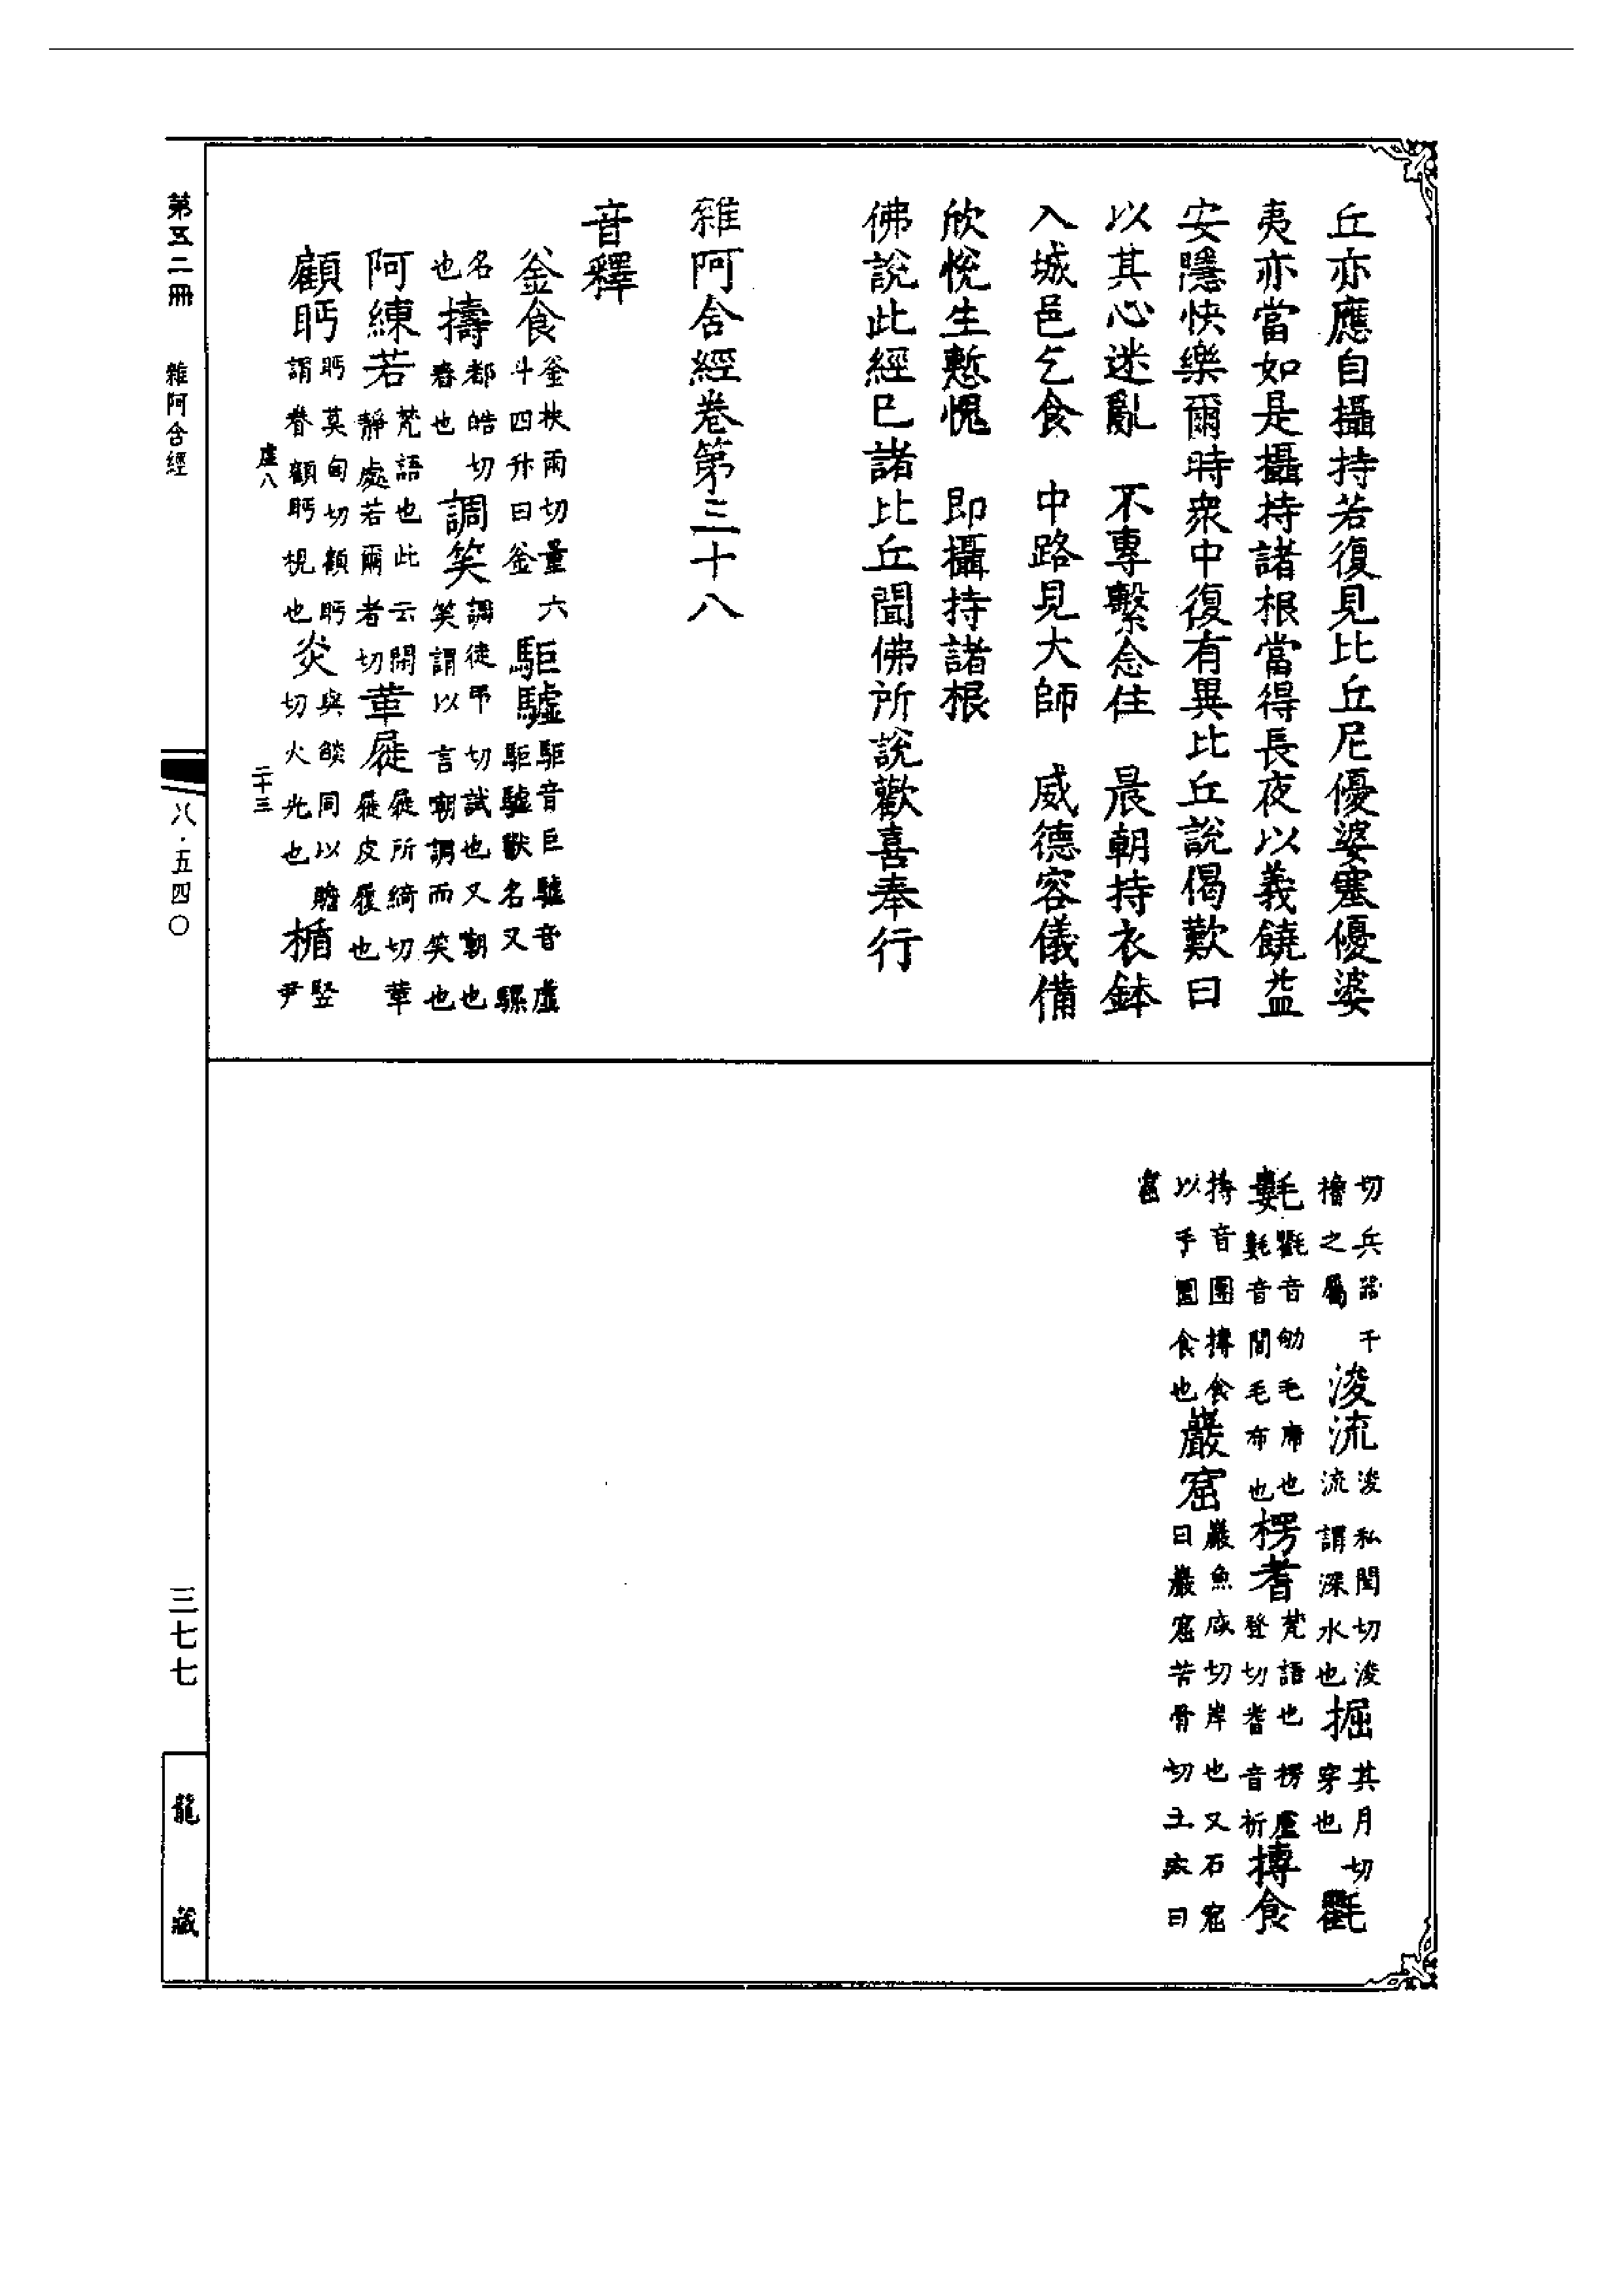 丘亦應自攝持若復見比丘尼優婆塞優婆
夷亦當如是攝持諸根當得長夜以義饒益
安隱快樂爾時衆中復有異比丘說偈歎曰
以其心迷亂　不專繫念住　晨朝持衣鉢
入城邑乞食　中路見大師　威德容儀備
欣悅生慙愧　即攝持諸根
佛說此經已諸比丘聞佛所說歡喜奉行
雜阿含經卷第三十八
音釋
釜食釜扶雨切量六斗四升曰釜　駏驉駏音巨驉音虛駏驉獸名又騾
名也　擣都皓切舂也　調笑調徒弔切試也又嘲也笑謂以言嘲調而笑也
阿練若梵語也此云閑靜處若爾者切　革屣屣所綺切革屣皮履也
顧眄眄莫甸切顧眄謂眷顧眄視也　炎與燄同以贍切火光也　楯竪尹
虛八　二十三
切兵器干櫓之屬　浚流浚私閏切浚流謂深水也　掘其月切穿也　氍
氀氍音劬毛席也氀音閭毛布也　楞耆梵語也楞盧登切耆音祈　摶食
摶音團摶食以手團食也　巖窟巖魚咸切岸也又石窟曰巖窟苦骨切土穴曰
窟
第五二冊　雜阿含經　八·五四〇　三七七　龍藏